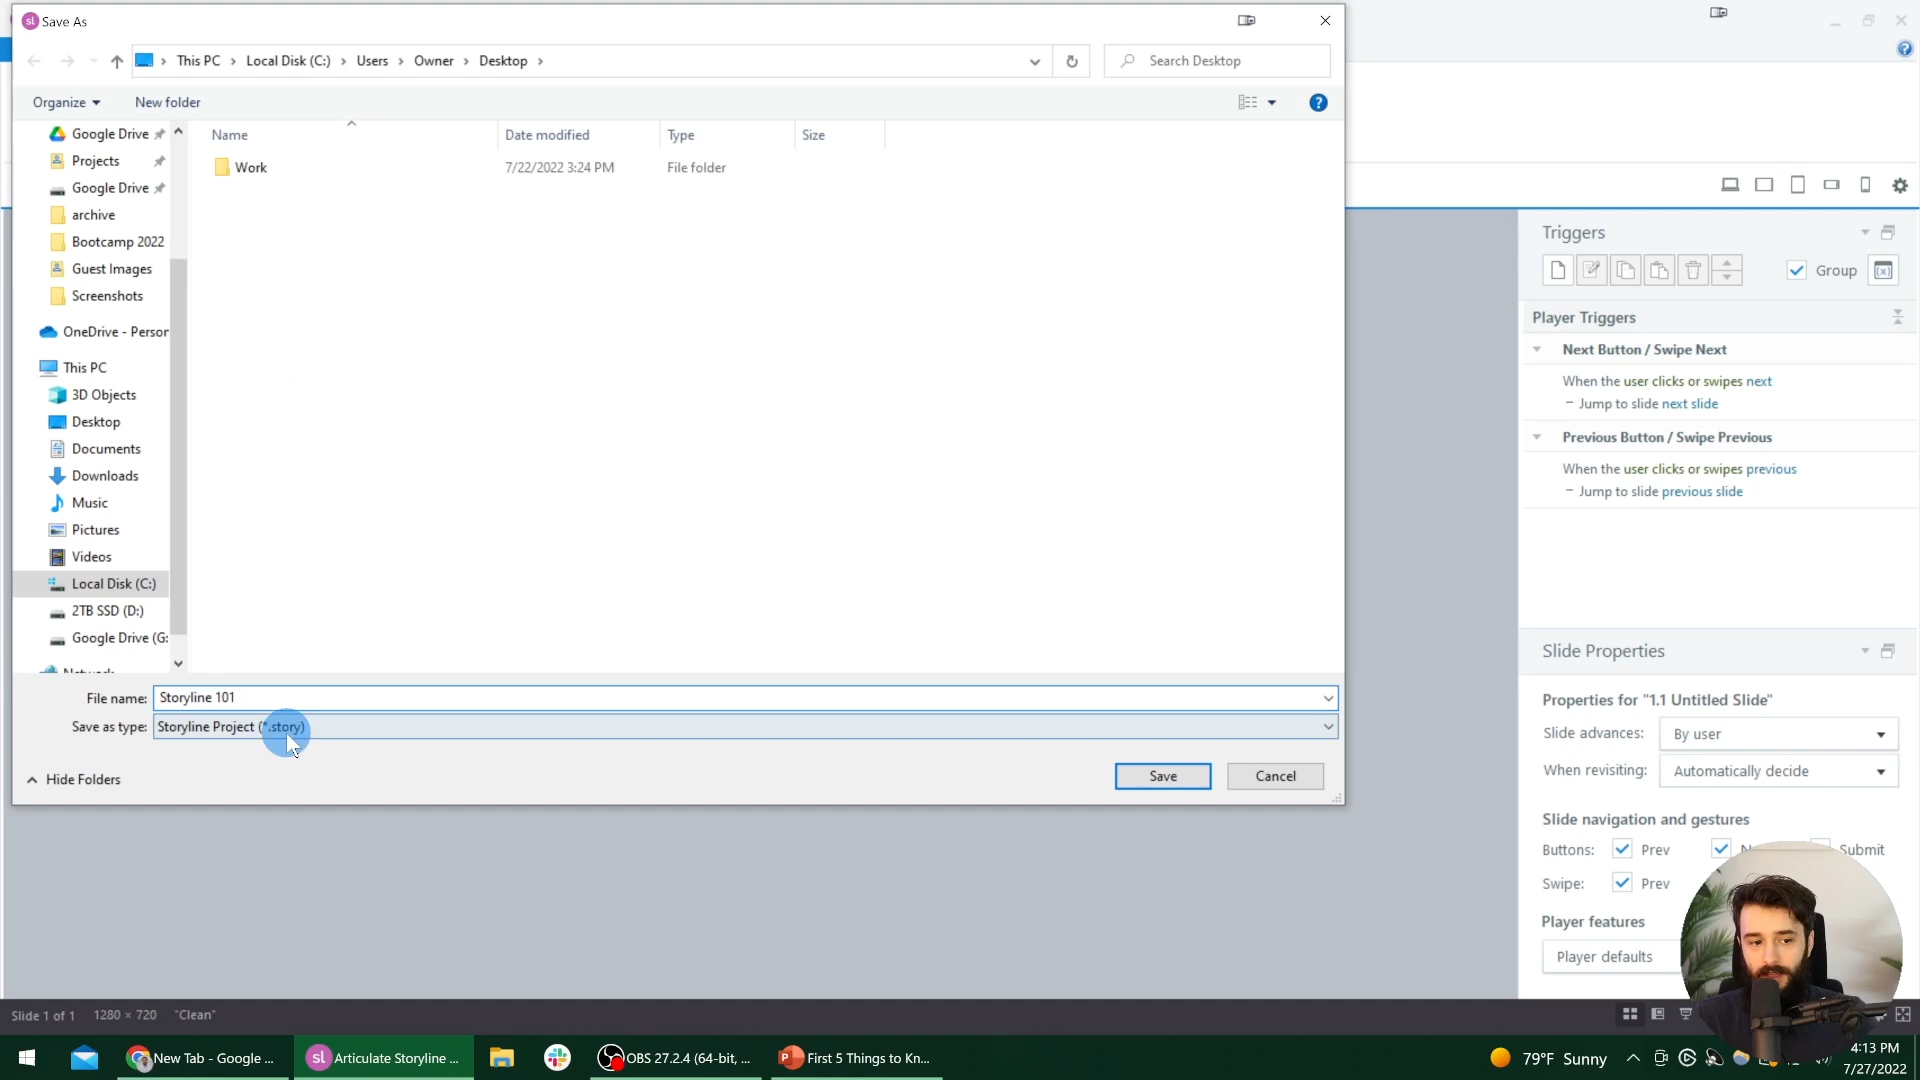 sl Save As
This PC > Local Disk (C:) > Users > Owner > Desktop >
Search Desktop
Organize
New folder
Name
Date modified
Type
Size
Work
7/22/2022 3:24 PM
File folder
Google Drive
Projects
Google Drive
archive
Bootcamp 2022
Guest Images
Screenshots
OneDrive - Person
This PC
3D Objects
Desktop
Documents
Downloads
Music
Pictures
Videos
Local Disk (C:)
2TB SSD (D:)
Google Drive (G:
File name: Storyline 101
Save as type: Storyline Project (*.story)
Hide Folders
Save
Cancel
Triggers
Group
Player Triggers
Next Button / Swipe Next
When the user clicks or swipes next
- Jump to slide next slide
Previous Button / Swipe Previous
When the user clicks or swipes previous
- Jump to slide previous slide
Slide Properties
Properties for "1.1 Untitled Slide"
Slide advances: By user
When revisiting: Automatically decide
Slide navigation and gestures
Buttons: Prev Submit
Swipe: Prev
Player features
Player defaults
Slide 1 of 1 1280 × 720 "Clean"
New Tab - Google ...
sl Articulate Storyline ...
OBS 27.2.4 (64-bit, ...
First 5 Things to Kn...
79°F Sunny
4:13 PM
7/27/2022